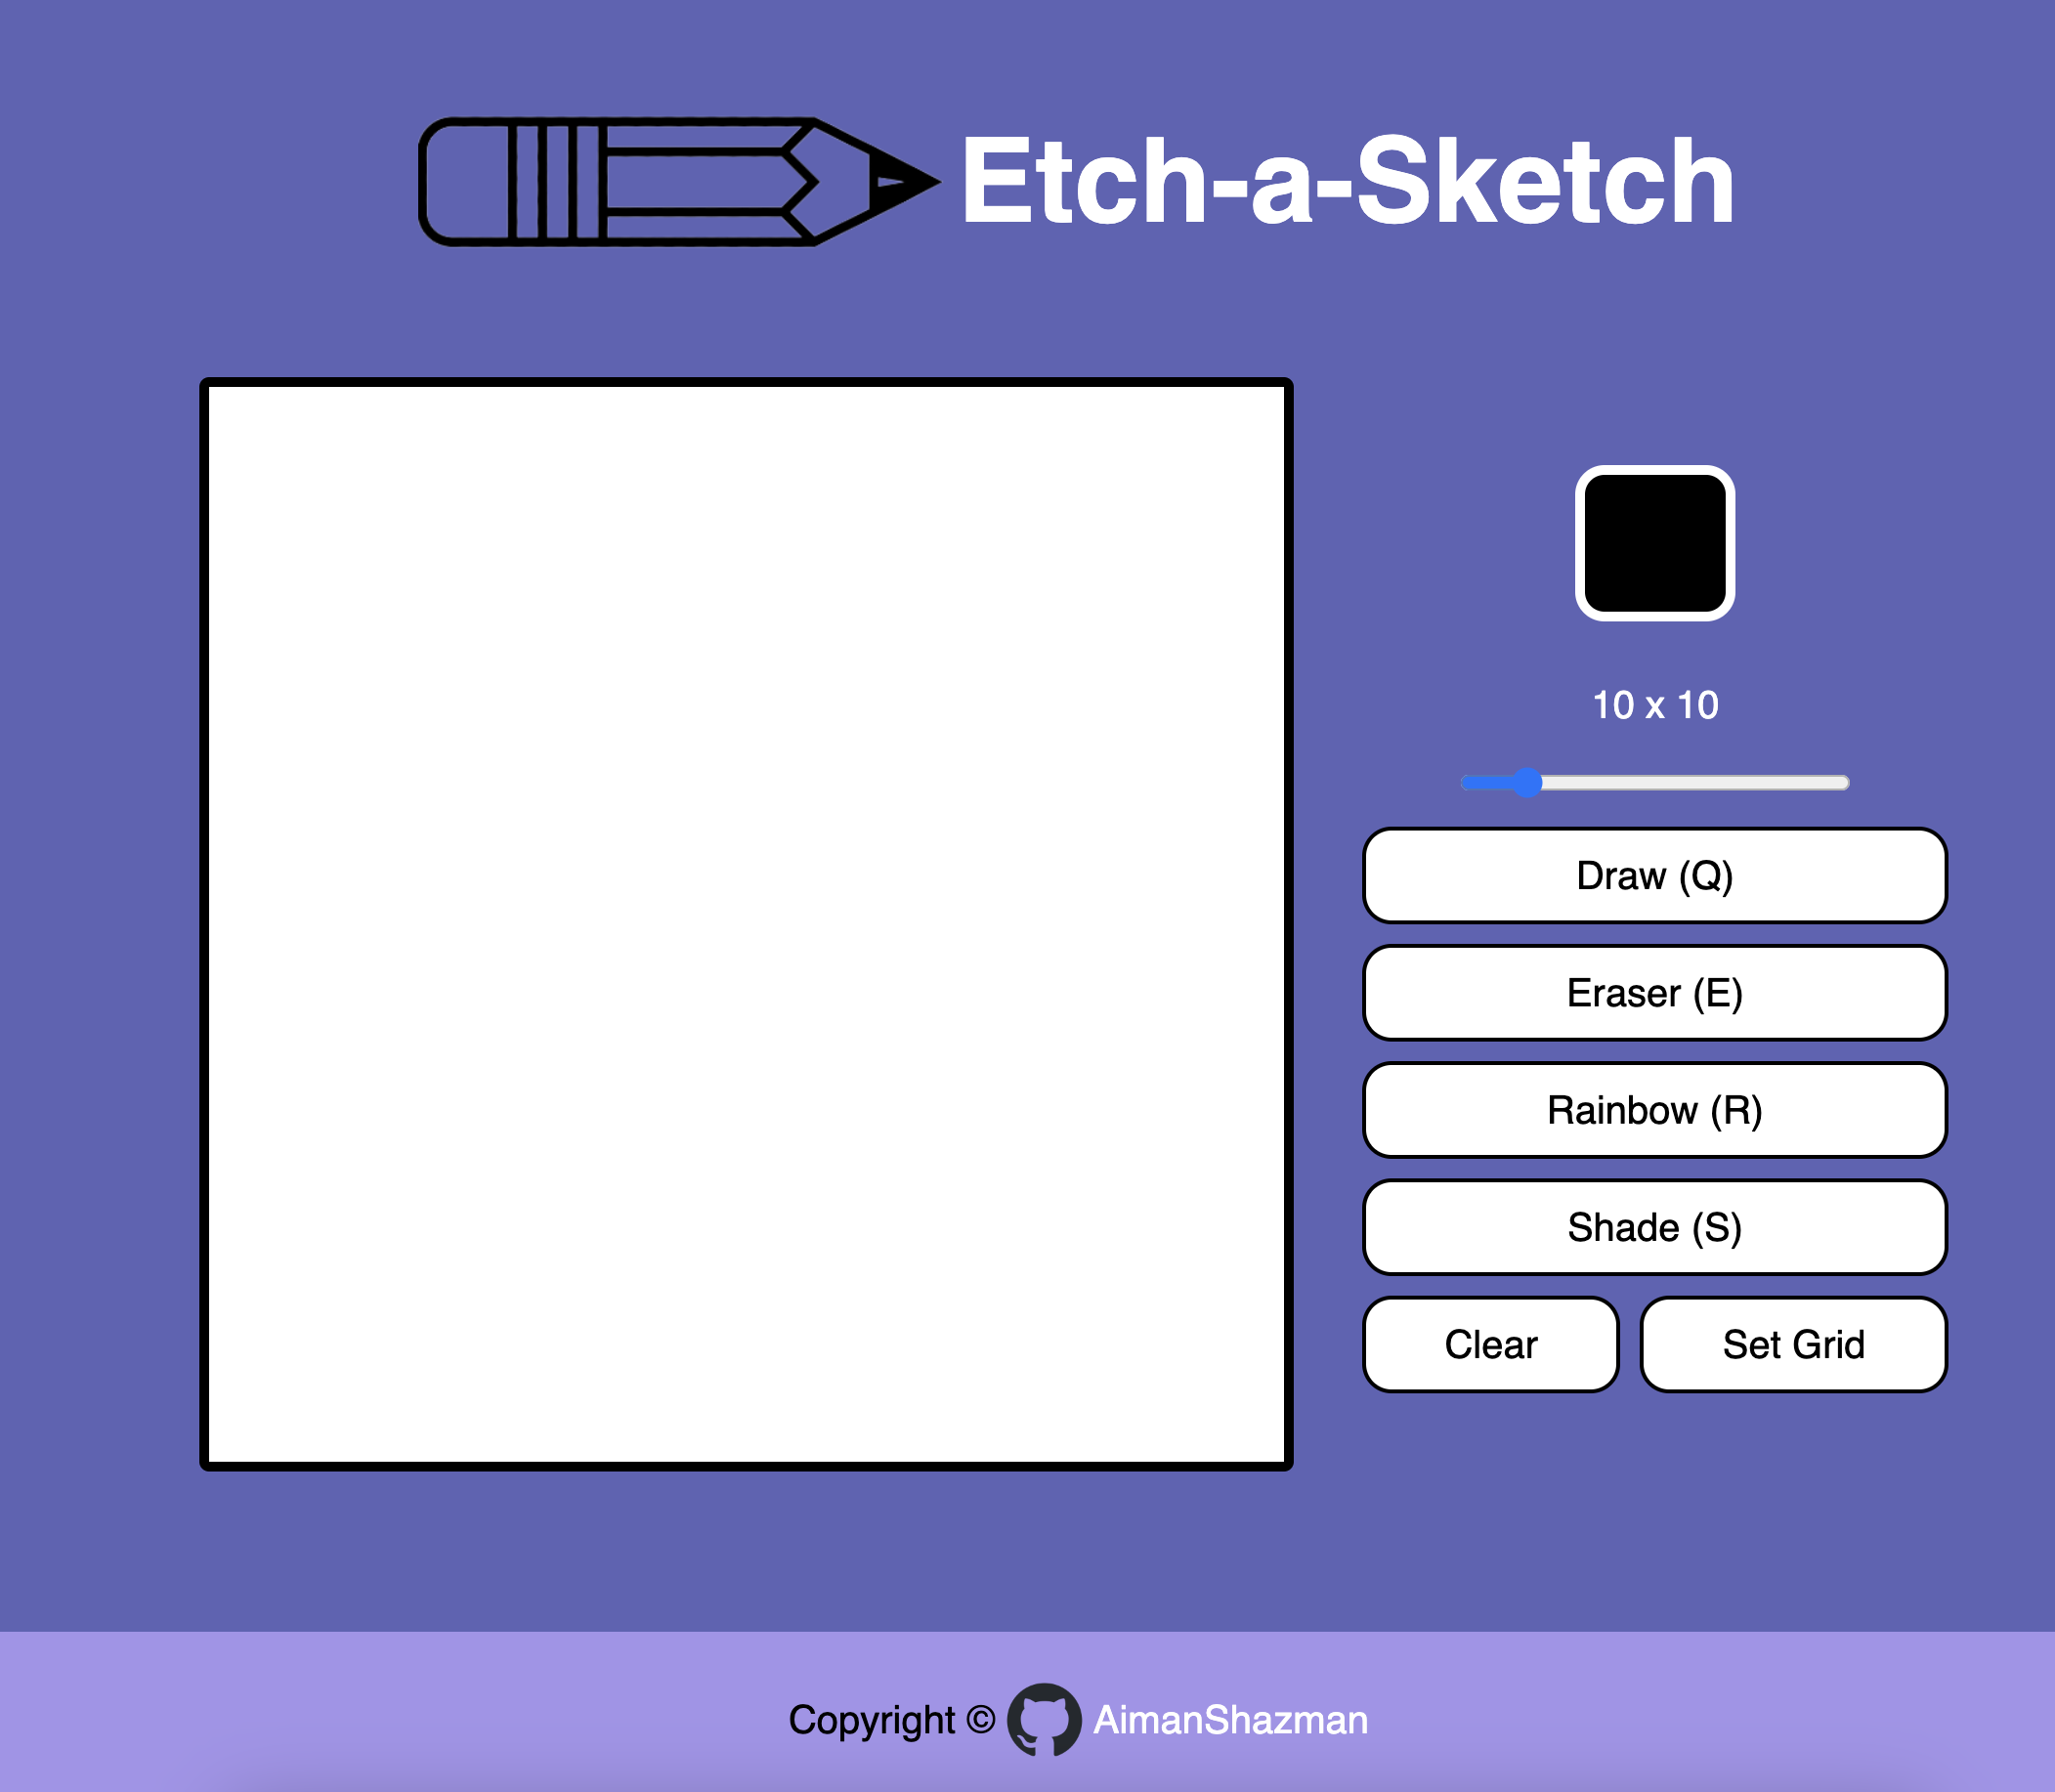 Etch-a-Sketch
10 x 10
Draw (Q)
Eraser (E)
Rainbow (R)
Shade (S)
Clear
Set Grid
Copyright © AimanShazman